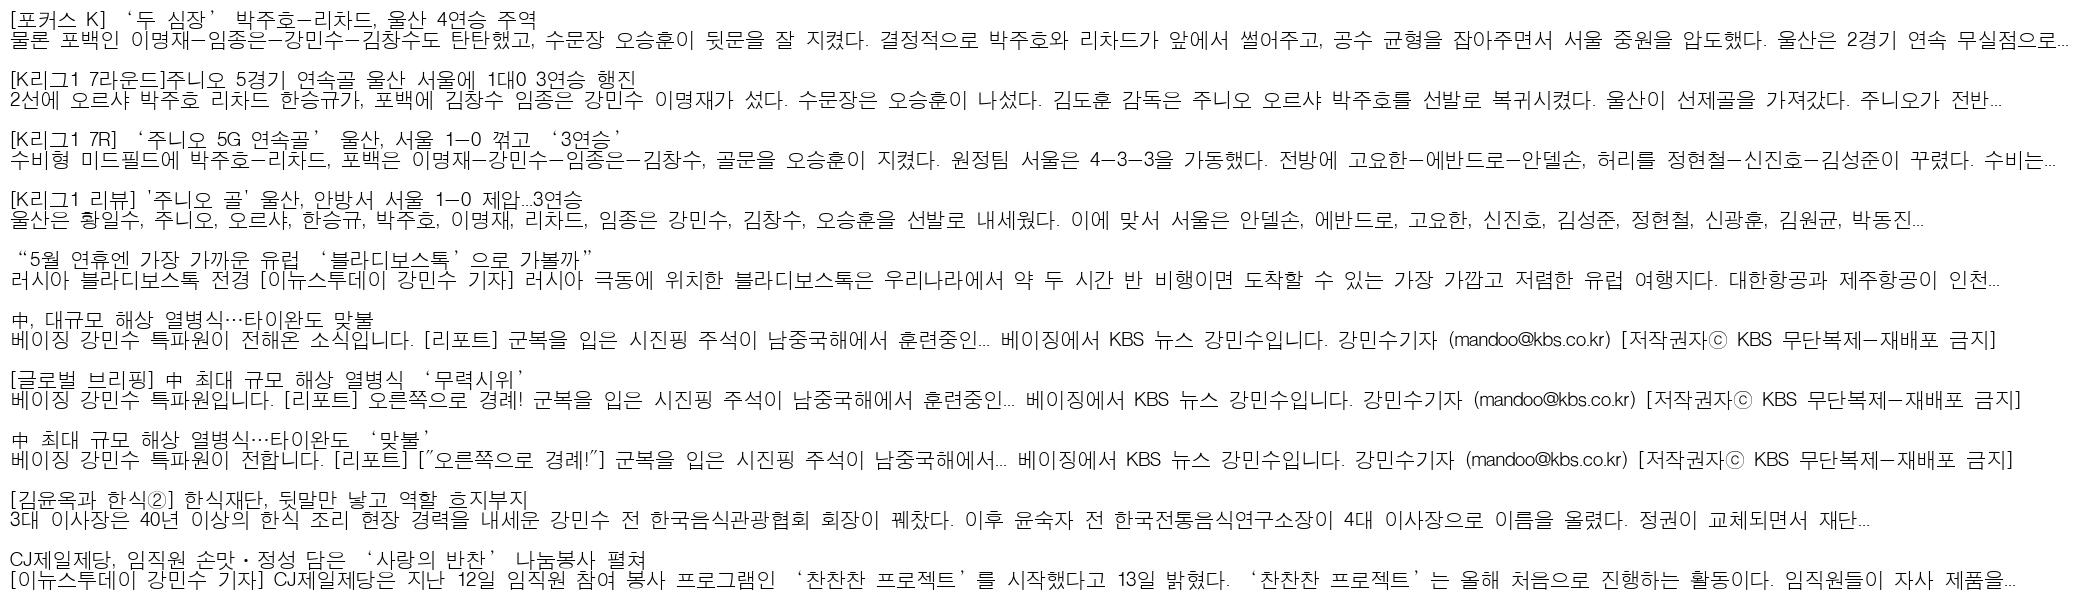 [포커스 K] ‘두 심장’ 박주호-리차드, 울산 4연승 주역
물론 포백인 이명재-임종은-강민수-김창수도 탄탄했고, 수문장 오승훈이 뒷문을 잘 지켰다. 결정적으로 박주호와 리차드가 앞에서 썰어주고, 공수 균형을 잡아주면서 서울 중원을 압도했다. 울산은 2경기 연속 무실점으로...
[K리그1 7라운드]주니오 5경기 연속골 울산 서울에 1대0 3연승 행진
2선에 오르샤 박주호 리차드 한승규가, 포백에 김창수 임종은 강민수 이명재가 섰다. 수문장은 오승훈이 나섰다. 김도훈 감독은 주니오 오르샤 박주호를 선발로 복귀시켰다. 울산이 선제골을 가져갔다. 주니오가 전반...
[K리그1 7R] ‘주니오 5G 연속골’ 울산, 서울 1-0 꺾고 ‘3연승’
수비형 미드필드에 박주호-리차드, 포백은 이명재-강민수-임종은-김창수, 골문을 오승훈이 지켰다. 원정팀 서울은 4-3-3을 가동했다. 전방에 고요한-에반드로-안델손, 허리를 정현철-신진호-김성준이 꾸렸다. 수비는...
[K리그1 리뷰] '주니오 골' 울산, 안방서 서울 1-0 제압...3연승
울산은 황일수, 주니오, 오르샤, 한승규, 박주호, 이명재, 리차드, 임종은 강민수, 김창수, 오승훈을 선발로 내세웠다. 이에 맞서 서울은 안델손, 에반드로, 고요한, 신진호, 김성준, 정현철, 신광훈, 김원균, 박동진...
“5월 연휴엔 가장 가까운 유럽 ‘블라디보스톡’으로 가볼까”
러시아 블라디보스톡 전경 [이뉴스투데이 강민수 기자] 러시아 극동에 위치한 블라디보스톡은 우리나라에서 약 두 시간 반 비행이면 도착할 수 있는 가장 가깝고 저렴한 유럽 여행지다. 대한항공과 제주항공이 인천...
中, 대규모 해상 열병식…타이완도 맞불
베이징 강민수 특파원이 전해온 소식입니다. [리포트] 군복을 입은 시진핑 주석이 남중국해에서 훈련중인... 베이징에서 KBS 뉴스 강민수입니다. 강민수기자 (mandoo@kbs.co.kr) [저작권자ⓒ KBS 무단복제-재배포 금지]
[글로벌 브리핑] 中 최대 규모 해상 열병식 ‘무력시위’
베이징 강민수 특파원입니다. [리포트] 오른쪽으로 경례! 군복을 입은 시진핑 주석이 남중국해에서 훈련중인... 베이징에서 KBS 뉴스 강민수입니다. 강민수기자 (mandoo@kbs.co.kr) [저작권자ⓒ KBS 무단복제-재배포 금지]
中 최대 규모 해상 열병식…타이완도 ‘맞불’
베이징 강민수 특파원이 전합니다. [리포트] ["오른쪽으로 경례!"] 군복을 입은 시진핑 주석이 남중국해에서... 베이징에서 KBS 뉴스 강민수입니다. 강민수기자 (mandoo@kbs.co.kr) [저작권자ⓒ KBS 무단복제-재배포 금지]
[김윤옥과 한식②] 한식재단, 뒷말만 낳고 역할 흐지부지
3대 이사장은 40년 이상의 한식 조리 현장 경력을 내세운 강민수 전 한국음식관광협회 회장이 꿰찼다. 이후 윤숙자 전 한국전통음식연구소장이 4대 이사장으로 이름을 올렸다. 정권이 교체되면서 재단...
CJ제일제당, 임직원 손맛·정성 담은 ‘사랑의 반찬’ 나눔봉사 펼쳐
[이뉴스투데이 강민수 기자] CJ제일제당은 지난 12일 임직원 참여 봉사 프로그램인 ‘찬찬찬 프로젝트’를 시작했다고 13일 밝혔다. ‘찬찬찬 프로젝트’는 올해 처음으로 진행하는 활동이다. 임직원들이 자사 제품을...